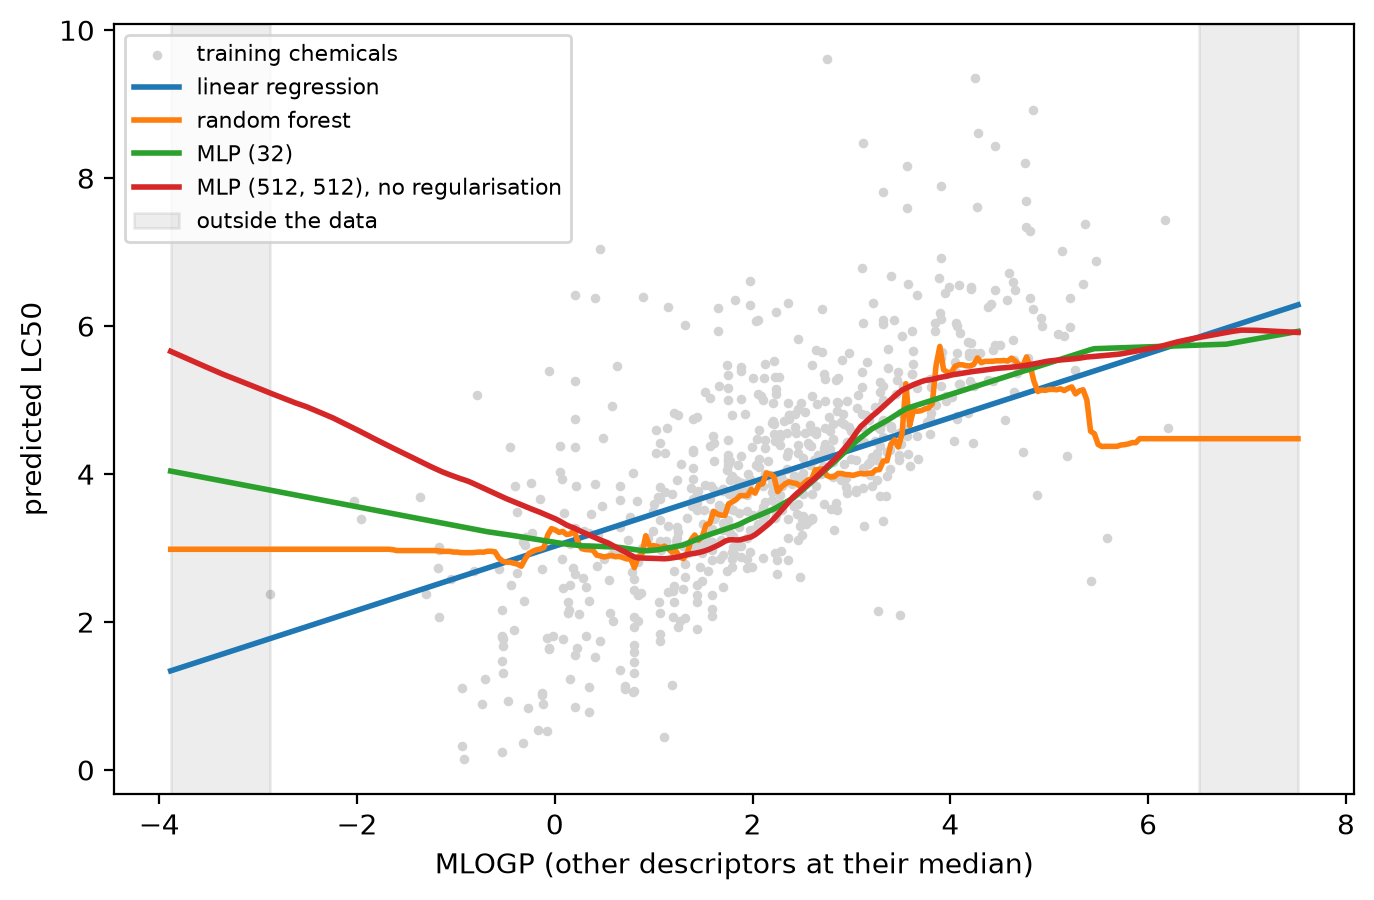 10
8
6
4
2
0
predicted LC50
training chemicals
linear regression
random forest
MLP (32)
MLP (512, 512), no regularisation
outside the data
−4
−2
0
2
4
6
8
MLOGP (other descriptors at their median)